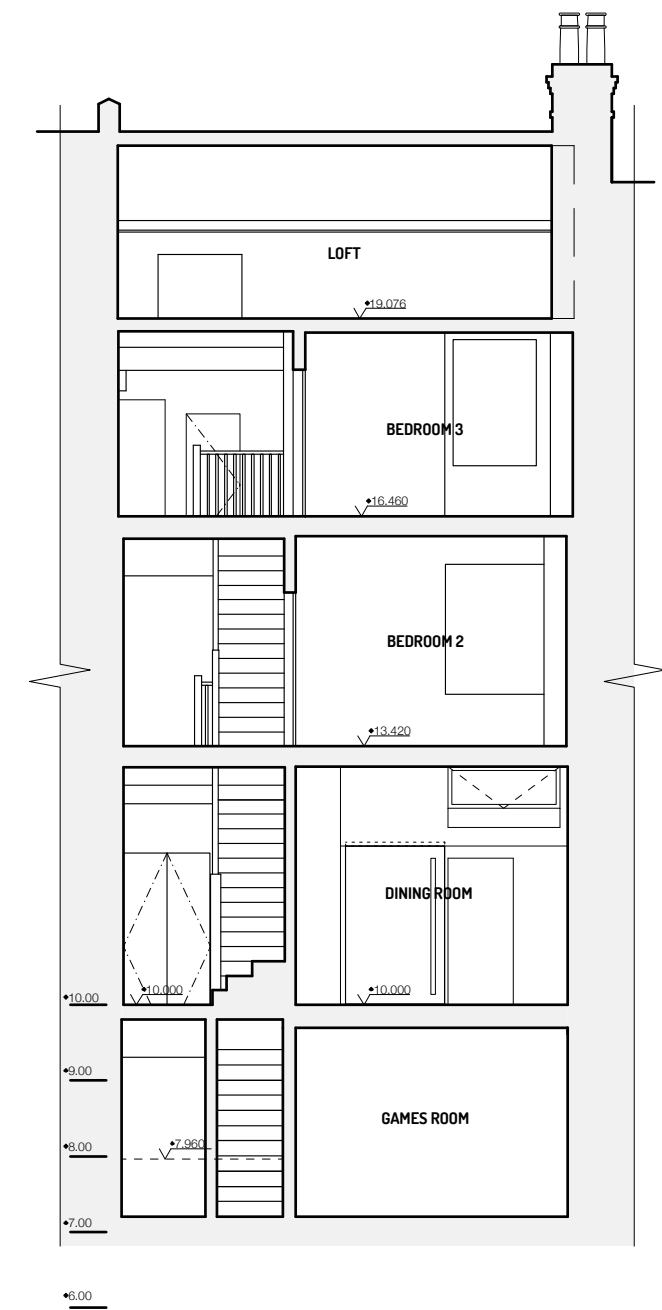 LOFT
◆19.076
BEDROOM 3
◆16.460
BEDROOM 2
◆13.420
DINING ROOM
◆10.000
◆10.000
◆10.00
◆9.00
GAMES ROOM
◆7.960
◆8.00
◆7.00
◆6.00